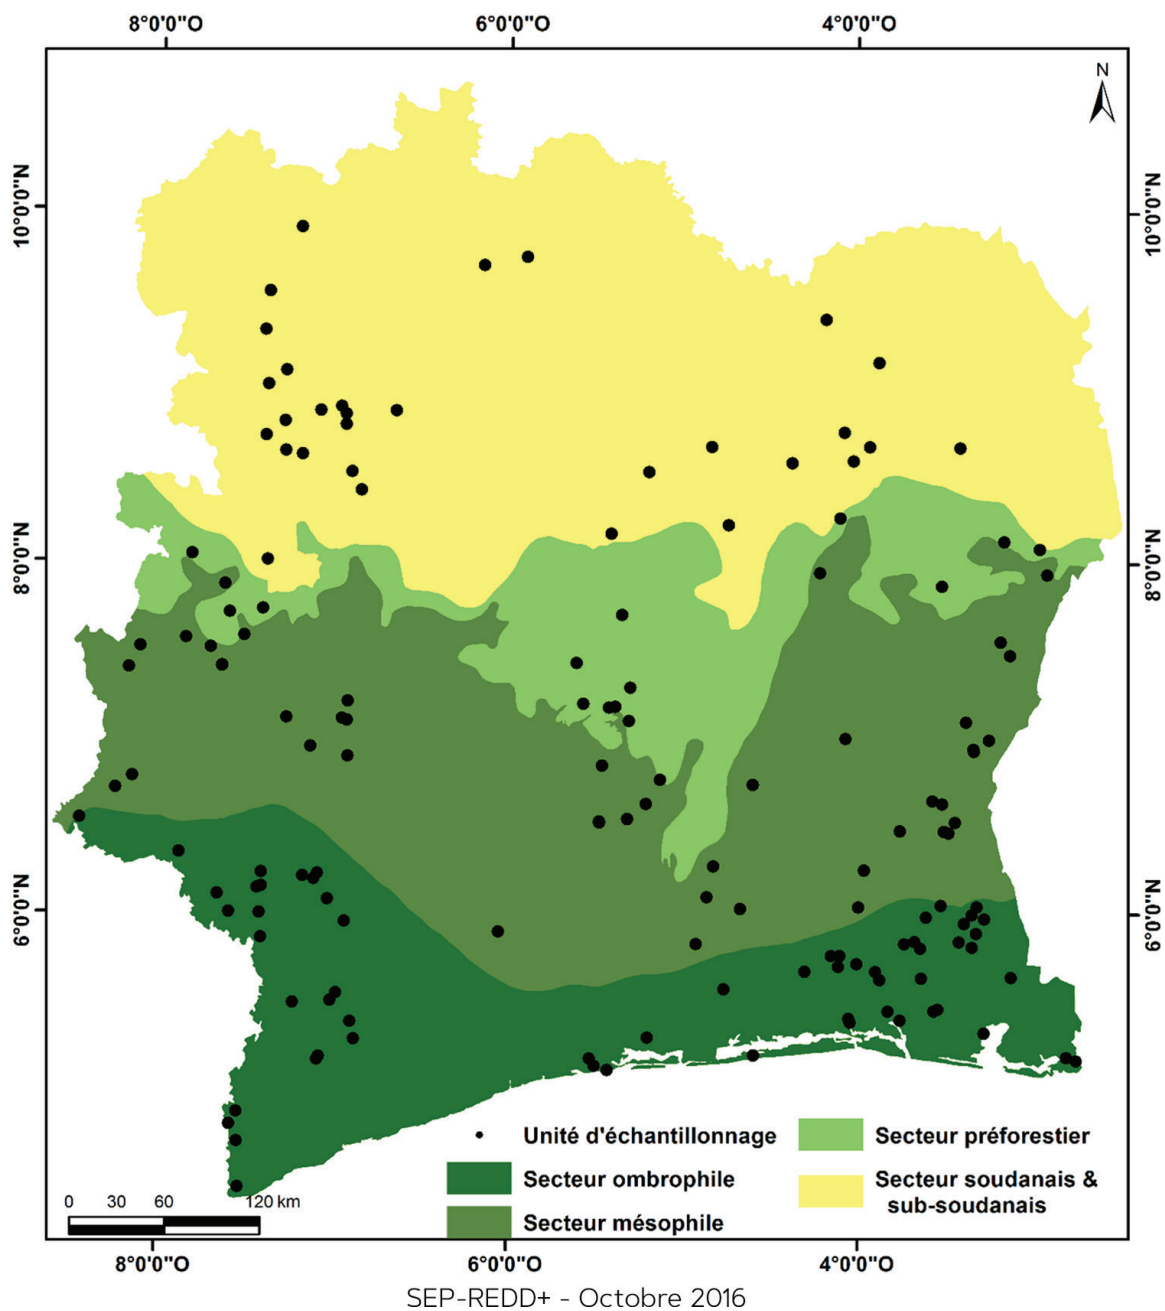 8°0'0"O 6°0'0"O 4°0'0"O
N
10°0'0"N
10°0'0"N
8°0'0"N
8°0'0"N
6°0'0"N
6°0'0"N
Unité d'échantillonnage
Secteur ombrophile
Secteur mésophile
Secteur préforestier
Secteur soudanais &
sub-soudanais
0 30 60 120 km
8°0'0"O 6°0'0"O 4°0'0"O
SEP-REDD+ - Octobre 2016